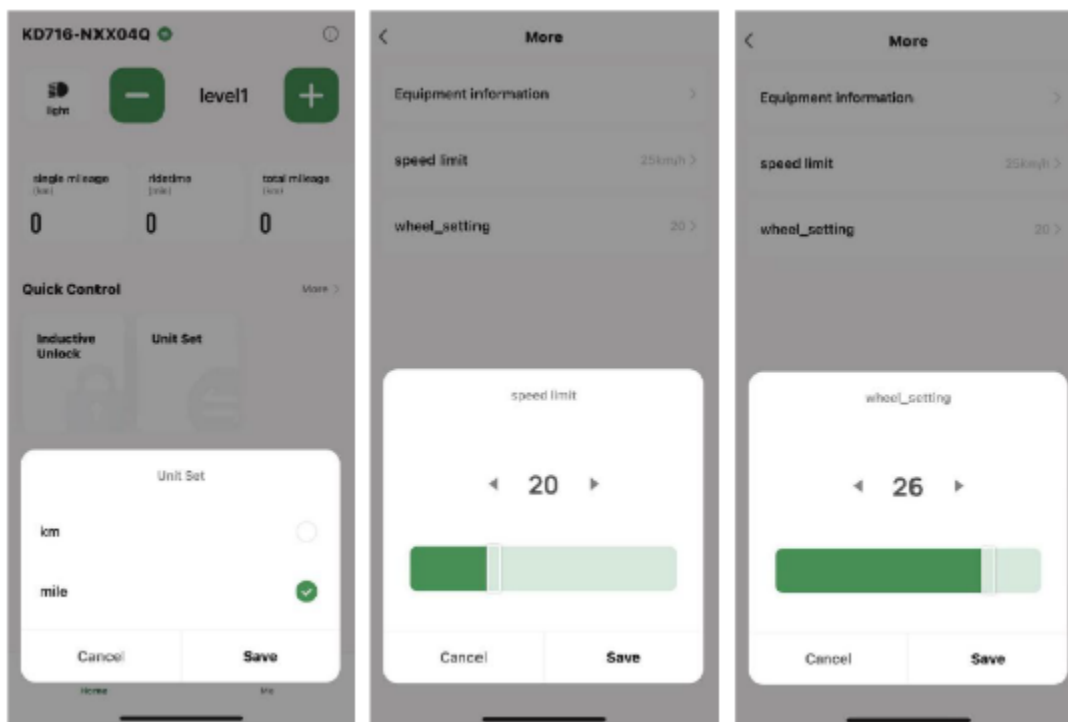 KD716-NXX04Q
light
level1
single mileage
(km)
0
ridetime
(min)
0
total mileage
(km)
0
Quick Control
More >
Inductive
Unlock
Unit Set
Unit Set
km
mile
Cancel
Save
Home
Me
More
Equipment information >
speed limit 25km/h >
wheel_setting 20 >
speed limit
20
Cancel
Save
More
Equipment information >
speed limit 25km/h >
wheel_setting 20 >
wheel_setting
26
Cancel
Save